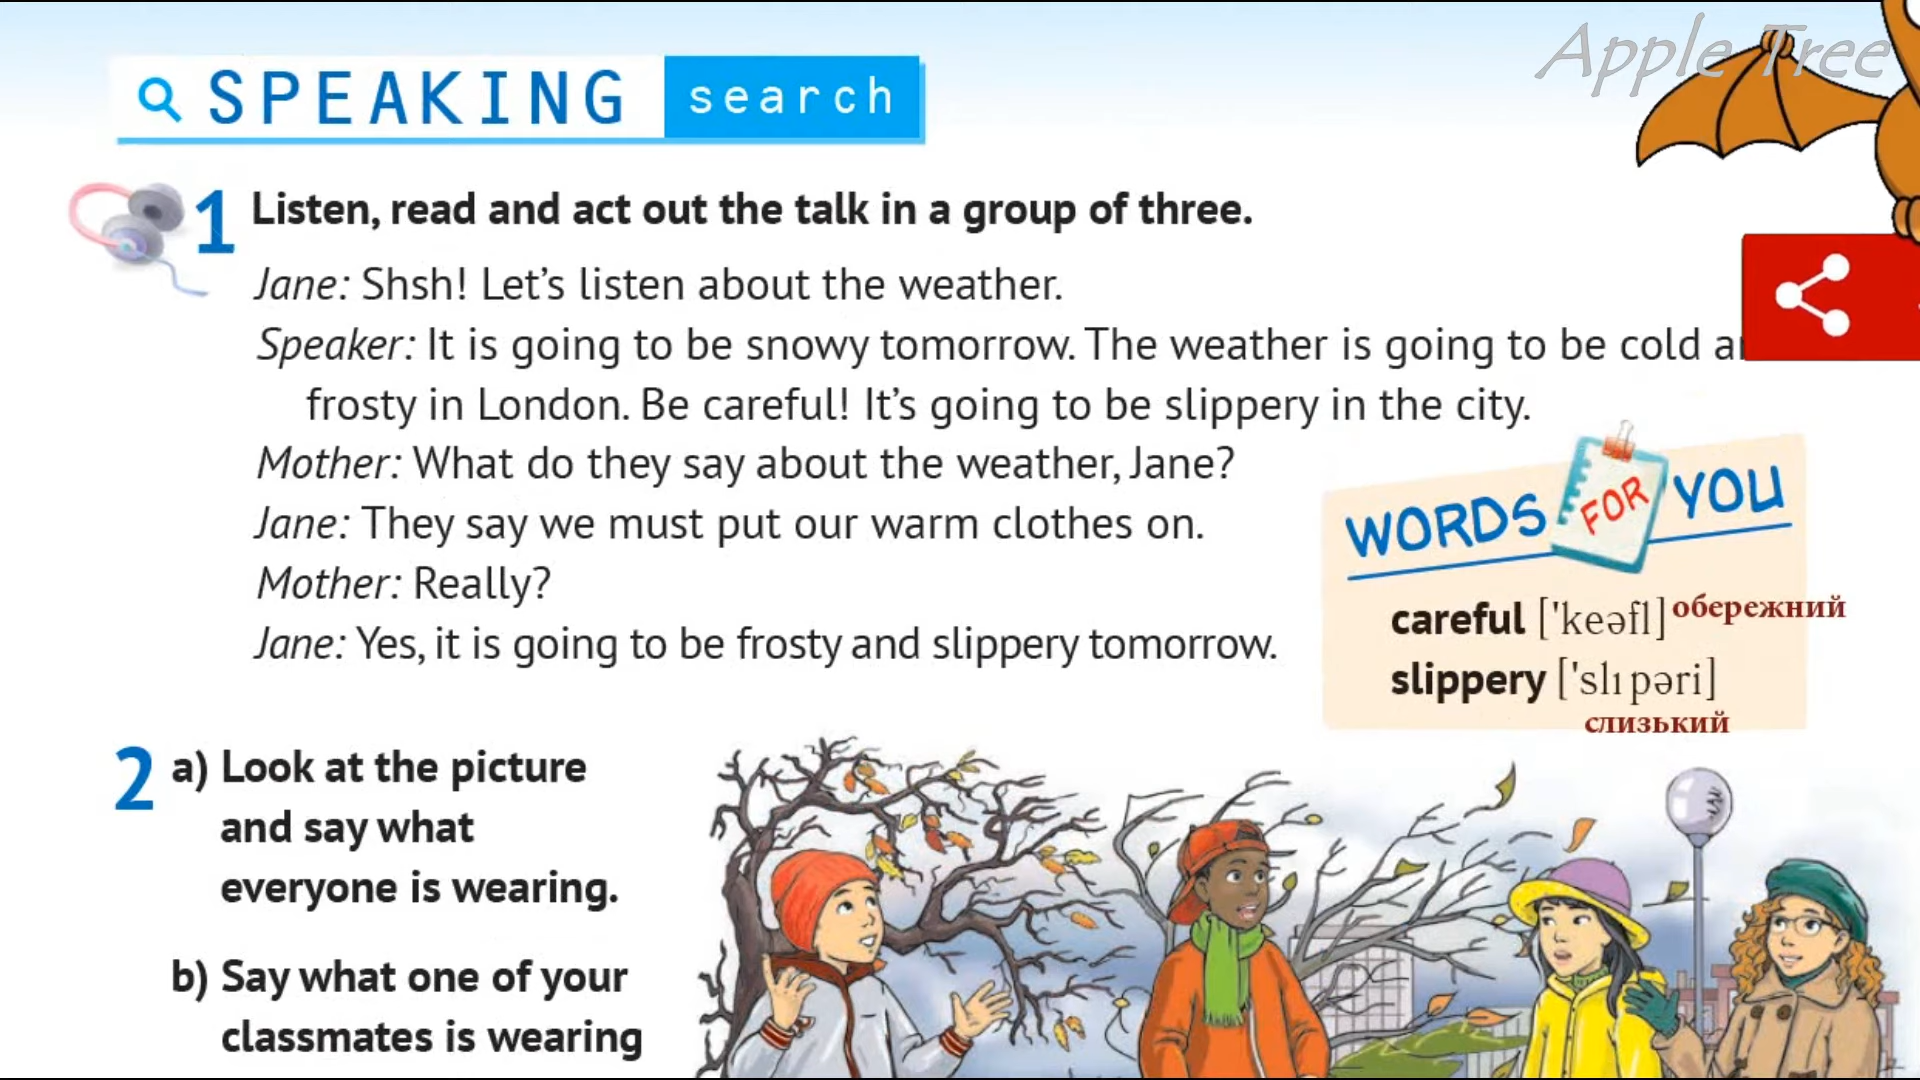 Apple Tree
SPEAKING search
1 Listen, read and act out the talk in a group of three.
Jane: Shsh! Let’s listen about the weather.
Speaker: It is going to be snowy tomorrow. The weather is going to be cold
frosty in London. Be careful! It’s going to be slippery in the city.
Mother: What do they say about the weather, Jane?
Jane: They say we must put our warm clothes on.
Mother: Really?
Jane: Yes, it is going to be frosty and slippery tomorrow.
WORDS FOR YOU
careful ['keəfl] обережний
slippery ['slıpəri]
слизький
2 a) Look at the picture
and say what
everyone is wearing.
b) Say what one of your
classmates is wearing